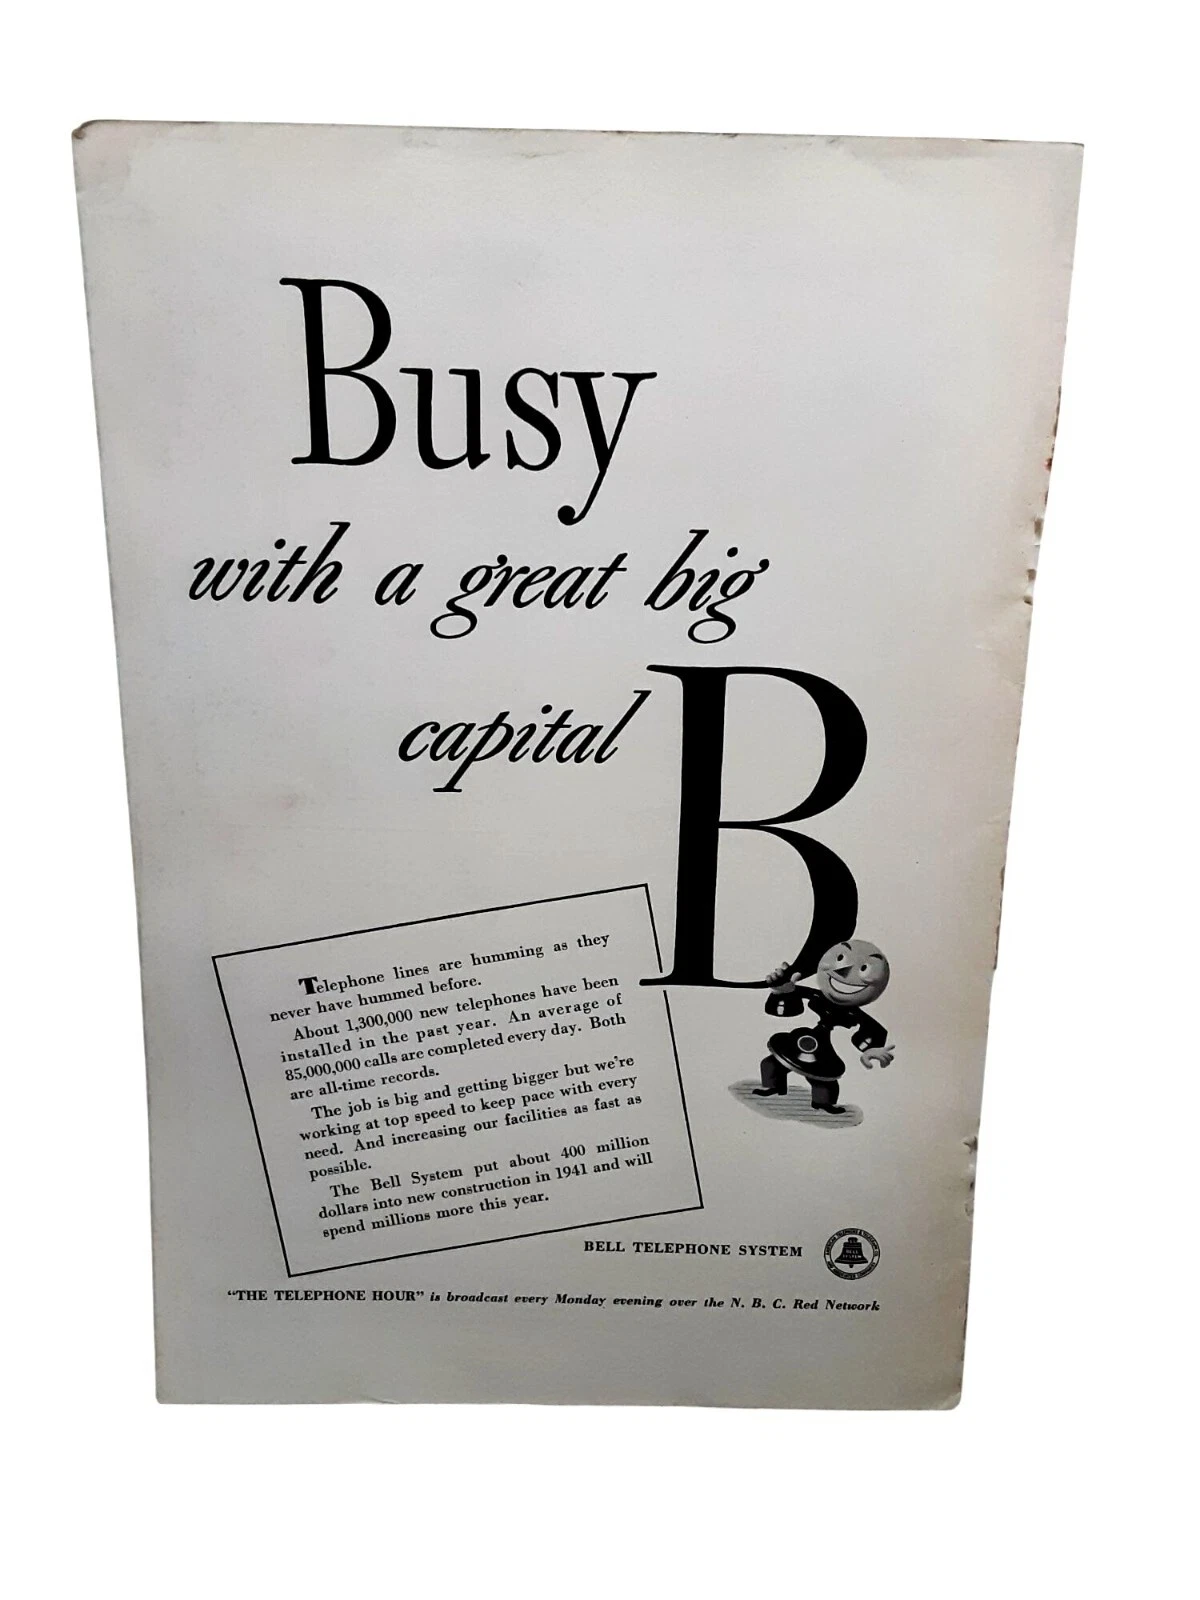 Busy
with a great big
capital B
Telephone lines are humming as they
never have hummed before.
About 1,300,000 new telephones have been
installed in the past year. An average of
85,000,000 calls are completed every day. Both
are all-time records.
The job is big and getting bigger but we're
working at top speed to keep pace with every
need. And increasing our facilities as fast as
possible.
The Bell System put about 400 million
dollars into new construction in 1941 and will
spend millions more this year.
BELL TELEPHONE SYSTEM
BELL
SYSTEM
"THE TELEPHONE HOUR" is broadcast every Monday evening over the N. B. C. Red Network